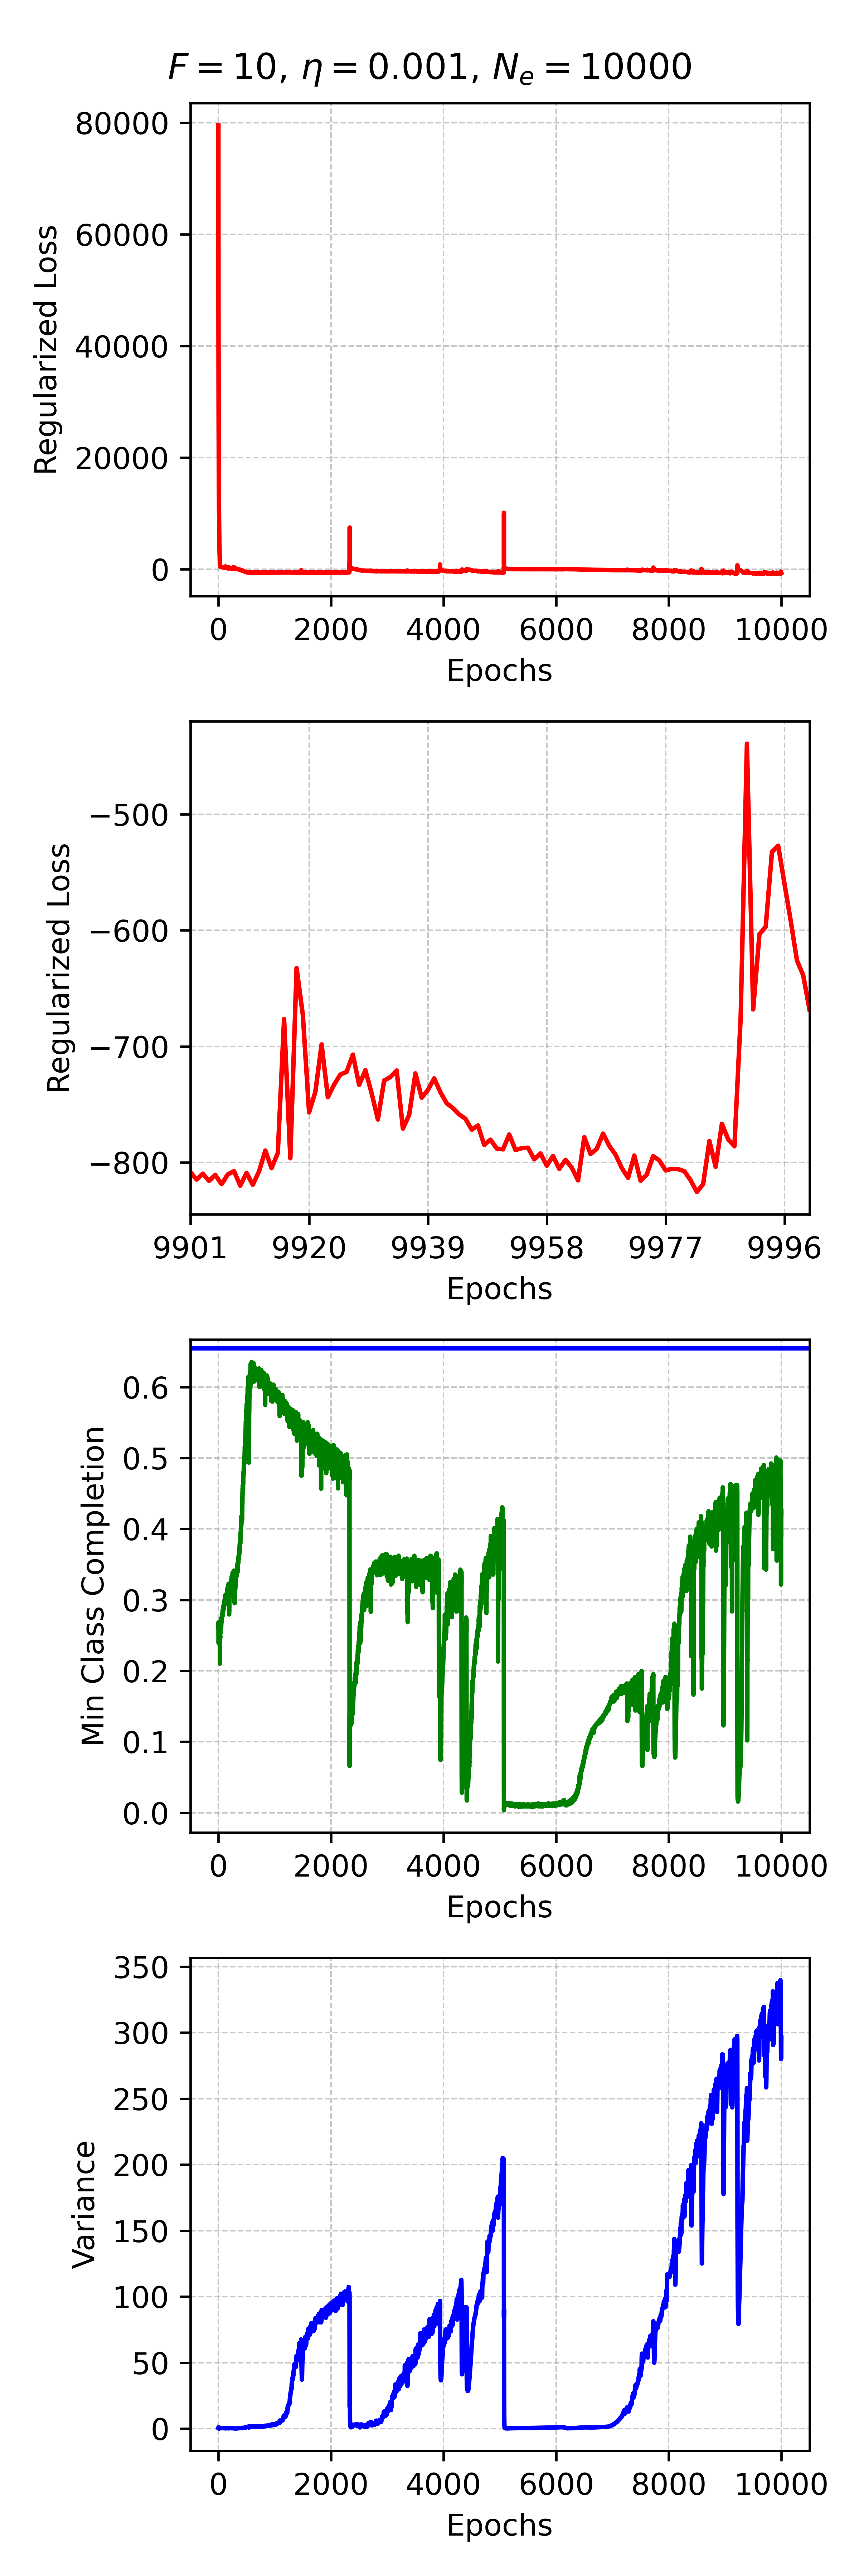 F = 10, η = 0.001, Nₑ = 10000
80000
60000
40000
20000
0
Regularized Loss
0 2000 4000 6000 8000 10000
Epochs
−500
−600
−700
−800
Regularized Loss
9901 9920 9939 9958 9977 9996
Epochs
0.6
0.5
0.4
0.3
0.2
0.1
0.0
Min Class Completion
0 2000 4000 6000 8000 10000
Epochs
350
300
250
200
150
100
50
0
Variance
0 2000 4000 6000 8000 10000
Epochs